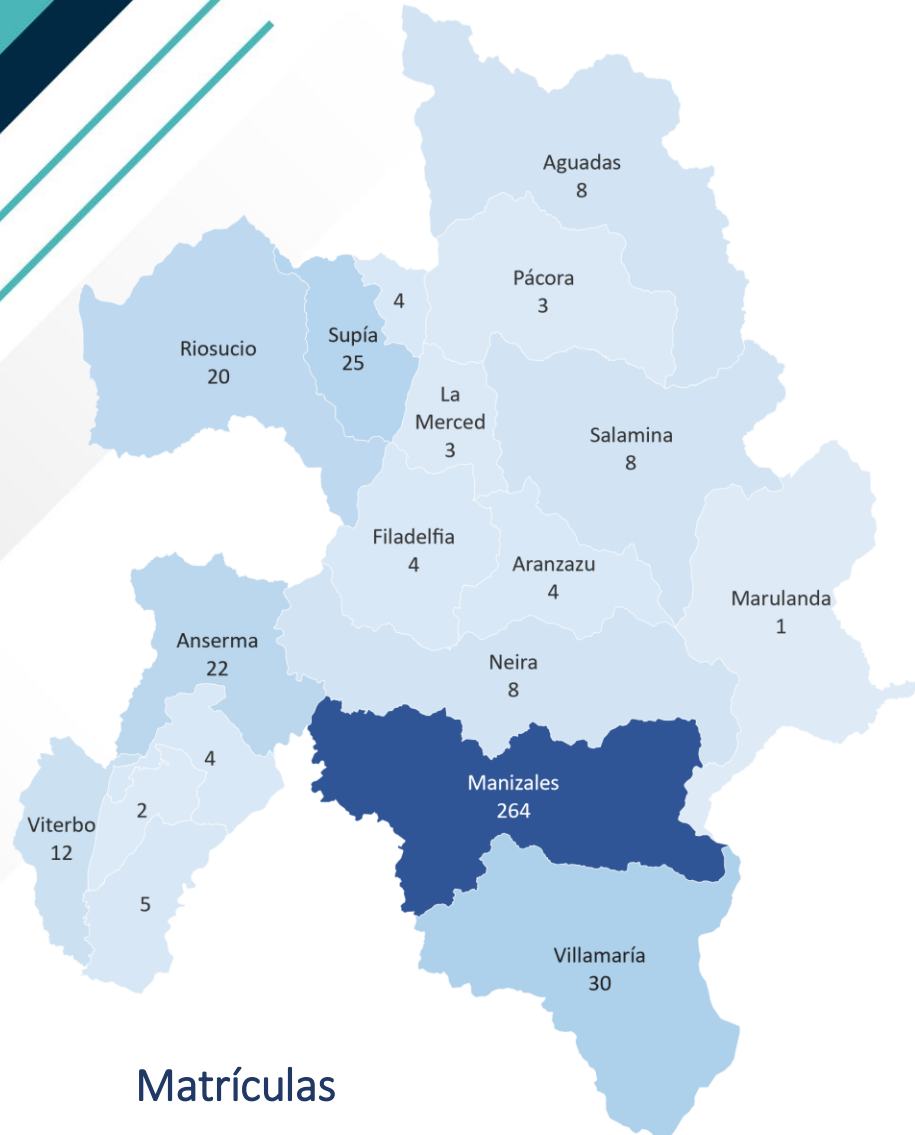 Aguadas
8
Pácora
3
4
Supía
25
Riosucio
20
La
Merced
3
Salamina
8
Filadelfia
4
Aranzazu
4
Marulanda
1
Anserma
22
Neira
8
4
Manizales
264
2
Viterbo
12
5
Villamaría
30
Matrículas